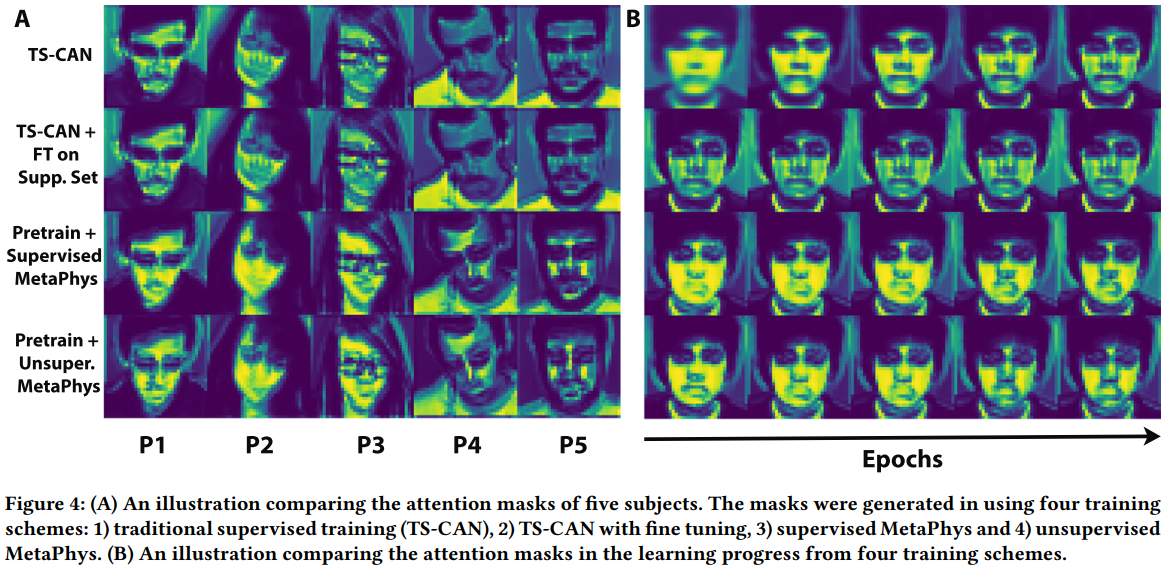 A
B
TS-CAN
TS-CAN +
FT on
Supp. Set
Pretrain +
Supervised
MetaPhys
Pretrain +
Unsuper.
MetaPhys
P1 P2 P3 P4 P5
Epochs
Figure 4: (A) An illustration comparing the attention masks of five subjects. The masks were generated in using four training
schemes: 1) traditional supervised training (TS-CAN), 2) TS-CAN with fine tuning, 3) supervised MetaPhys and 4) unsupervised
MetaPhys. (B) An illustration comparing the attention masks in the learning progress from four training schemes.